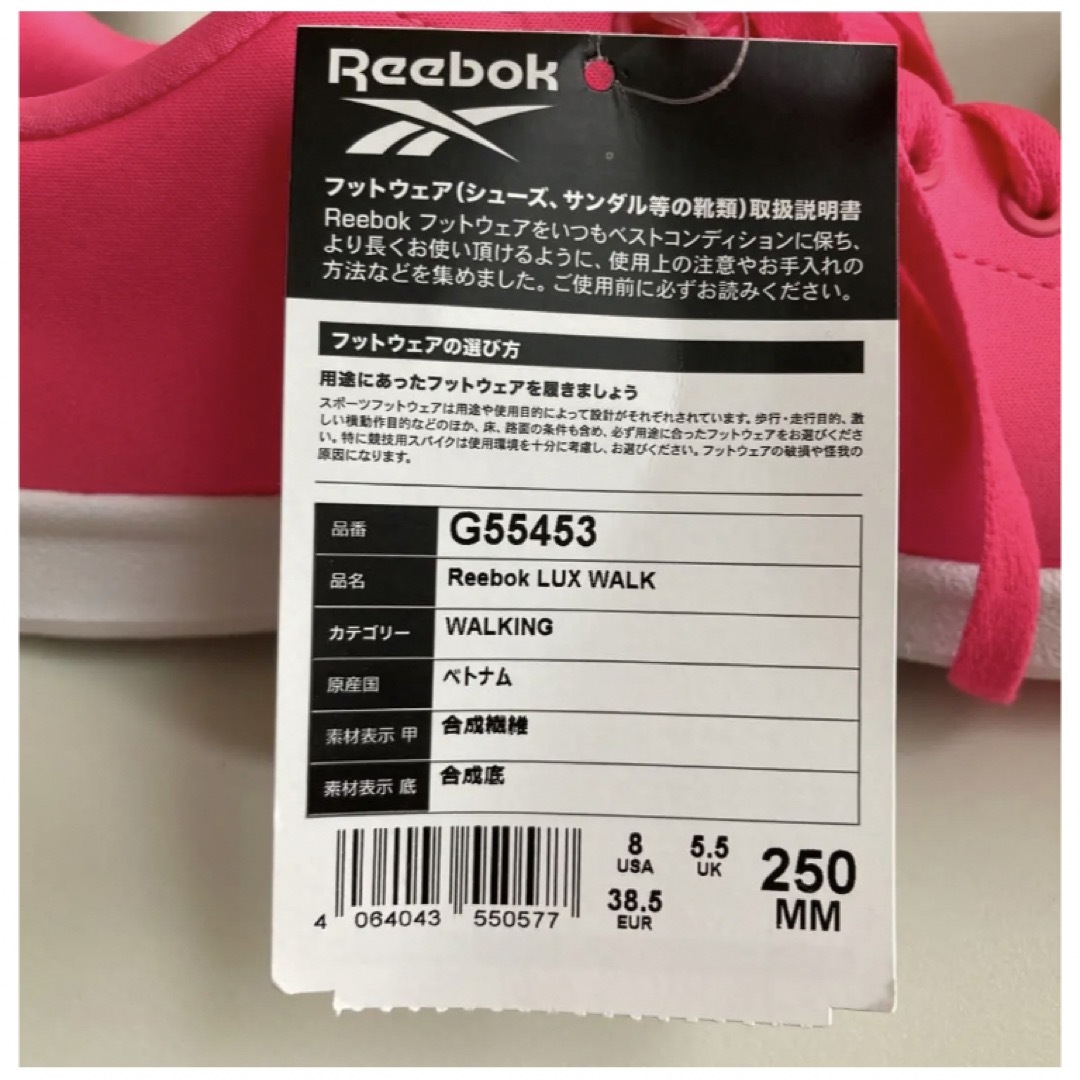 Reebok
フットウェア(シューズ、サンダル等の靴類)取扱説明書
Reebok フットウェアをいつもベストコンディションに保ち、
より長くお使い頂けるように、使用上の注意やお手入れの
方法などを集めました。ご使用前に必ずお読みください。
フットウェアの選び方
用途にあったフットウェアを履きましょう
スポーツフットウェアは用途や使用目的によって設計がそれぞれされています。歩行・走行目的、激
しい横動作目的などのほか、床、路面の条件も含め、必ず用途に合ったフットウェアをお選びくださ
い。特に競技用スパイクは使用環境を十分に考慮し、お選びください。フットウェアの破損や怪我の
原因になります。
品番 G55453
品名 Reebok LUX WALK
カテゴリー WALKING
原産国 ベトナム
素材表示 甲 合成繊維
素材表示 底 合成底
8 5.5 250
USA UK MM
38.5
EUR
4 064043 550577